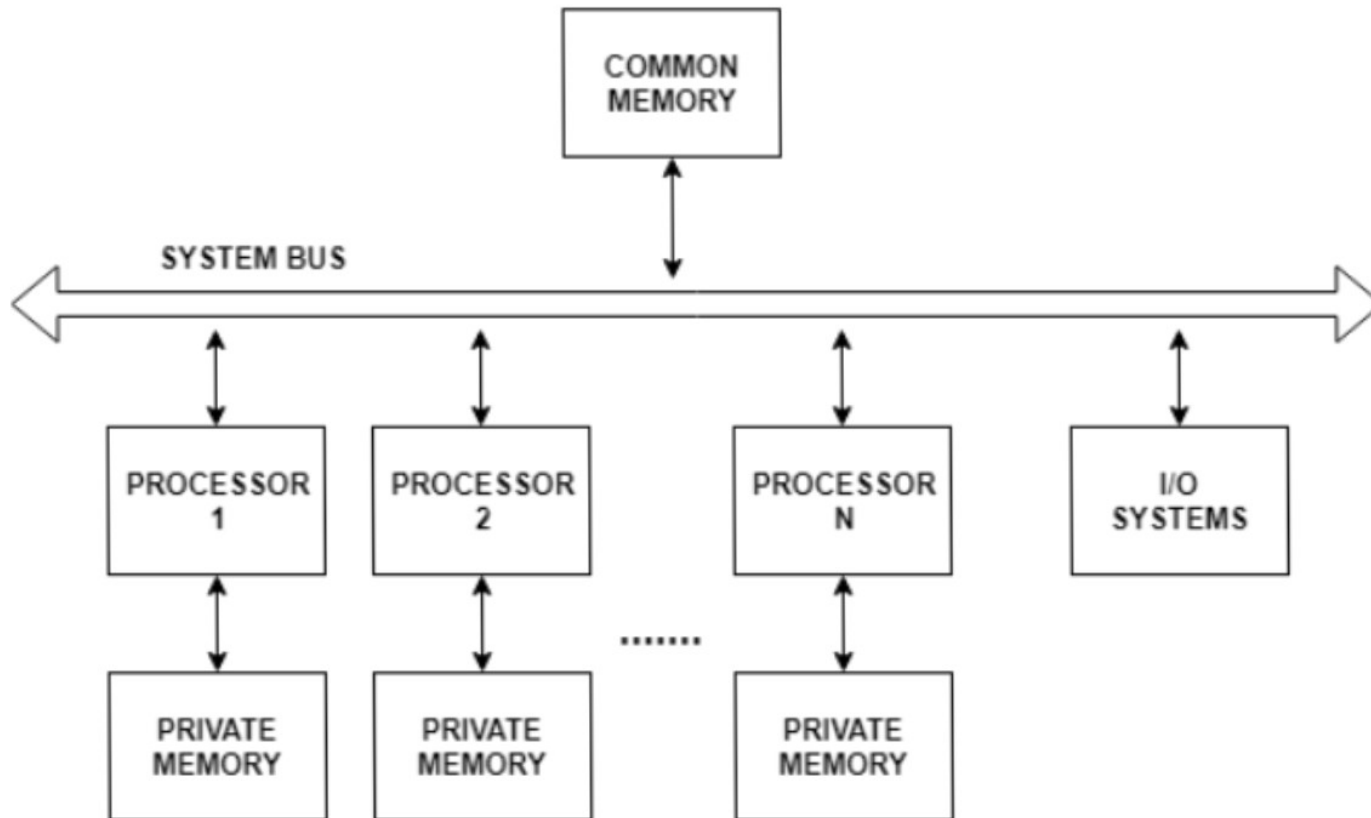 COMMON
MEMORY
SYSTEM BUS
PROCESSOR
1
PROCESSOR
2
PROCESSOR
N
I/O
SYSTEMS
.......
PRIVATE
MEMORY
PRIVATE
MEMORY
PRIVATE
MEMORY